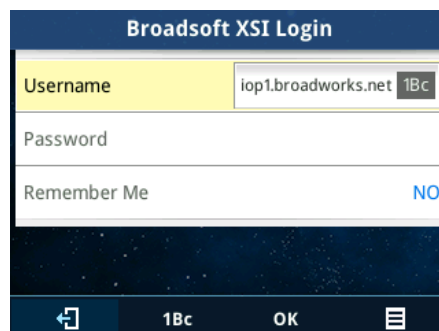 Broadsoft XSI Login
Username iop1.broadworks.net 1Bc
Password
Remember Me NO
1Bc OK